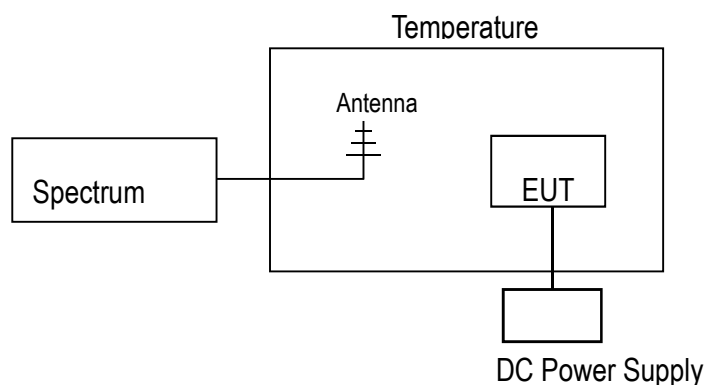 Temperature
Antenna
Spectrum
EUT
DC Power Supply